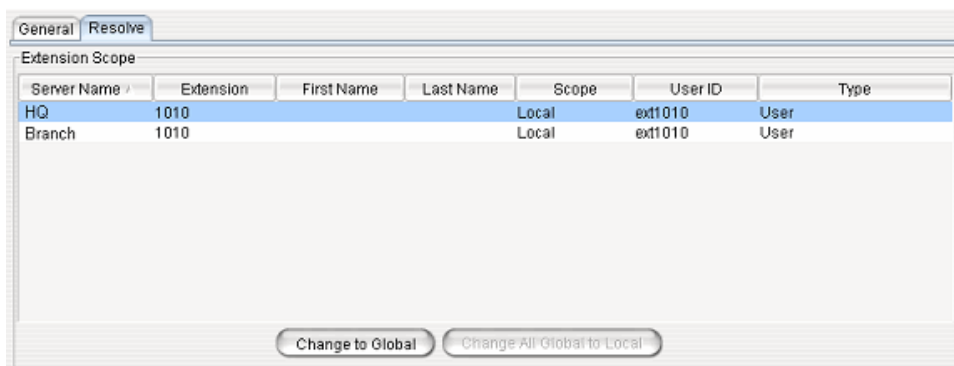 General Resolve
Extension Scope
Server Name Extension First Name Last Name Scope User ID Type
HQ 1010 Local ext1010 User
Branch 1010 Local ext1010 User
Change to Global Change All Global to Local